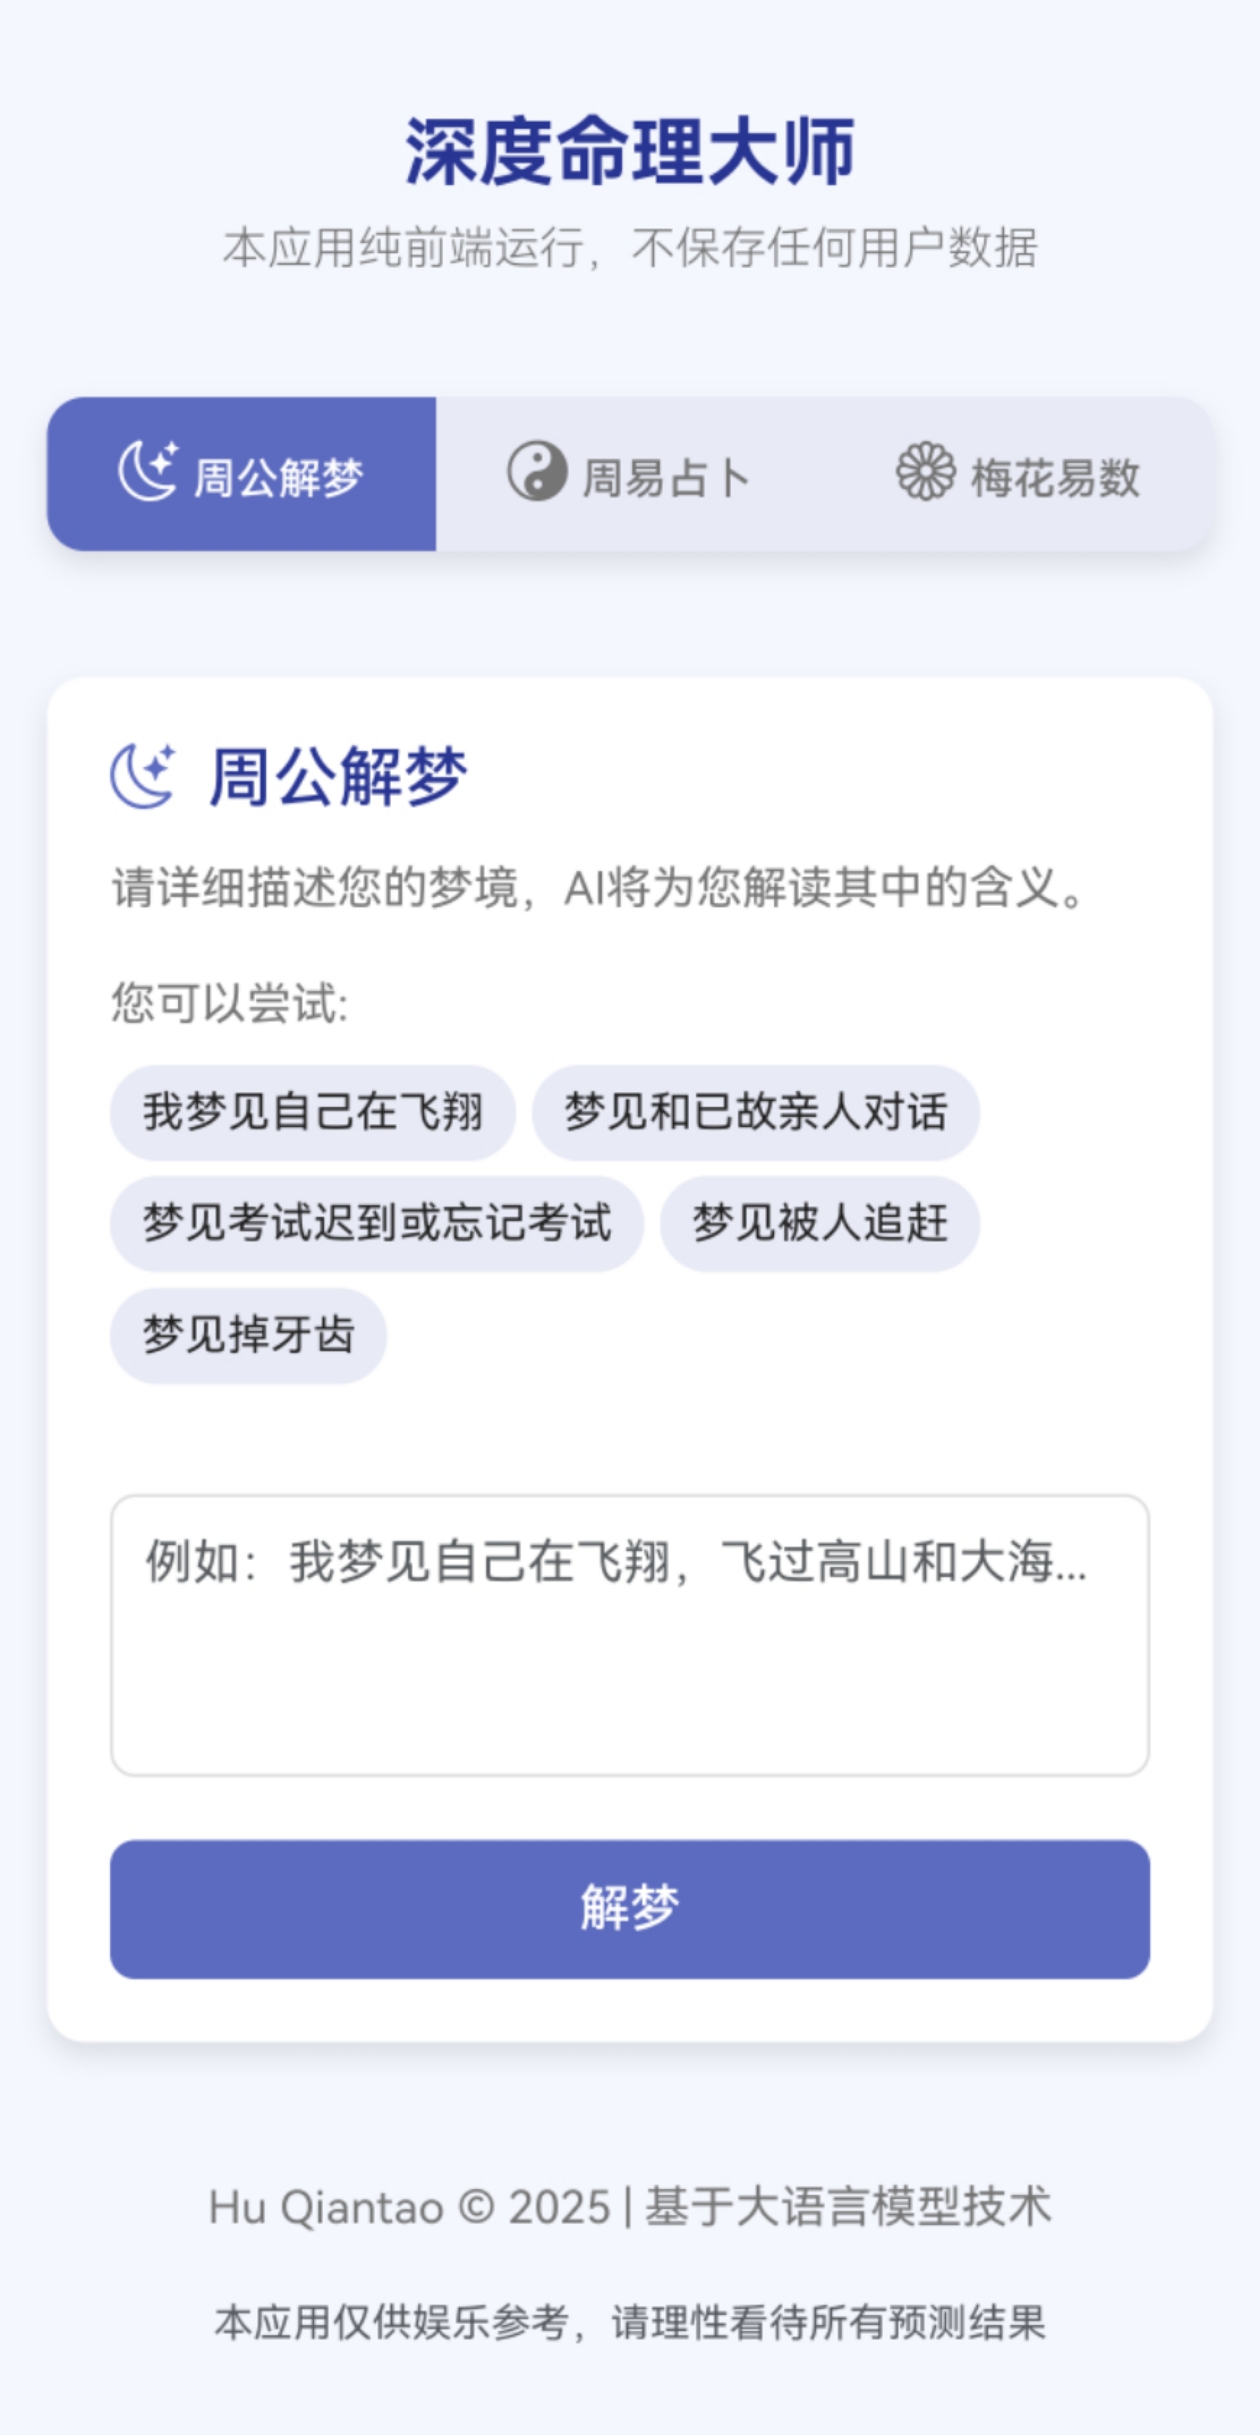 深度命理大师
本应用纯前端运行，不保存任何用户数据
周公解梦 周易占卜 梅花易数
周公解梦
请详细描述您的梦境，AI将为您解读其中的含义。
您可以尝试:
我梦见自己在飞翔 梦见和已故亲人对话
梦见考试迟到或忘记考试 梦见被人追赶
梦见掉牙齿
例如：我梦见自己在飞翔，飞过高山和大海...
解梦
Hu Qiantao © 2025 | 基于大语言模型技术
本应用仅供娱乐参考，请理性看待所有预测结果